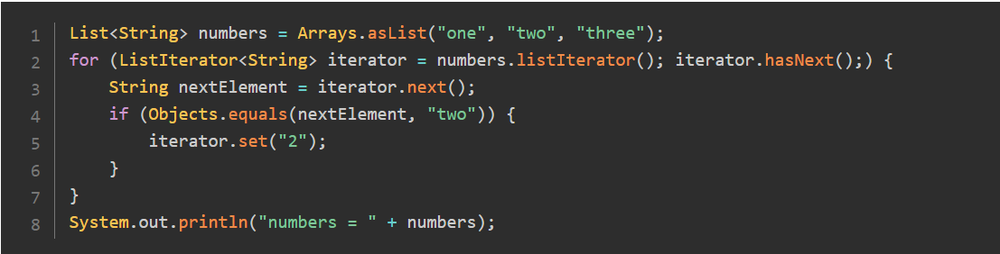 1 List<String> numbers = Arrays.asList("one", "two", "three");
2 for (ListIterator<String> iterator = numbers.listIterator(); iterator.hasNext();) {
3     String nextElement = iterator.next();
4     if (Objects.equals(nextElement, "two")) {
5         iterator.set("2");
6     }
7 }
8 System.out.println("numbers = " + numbers);